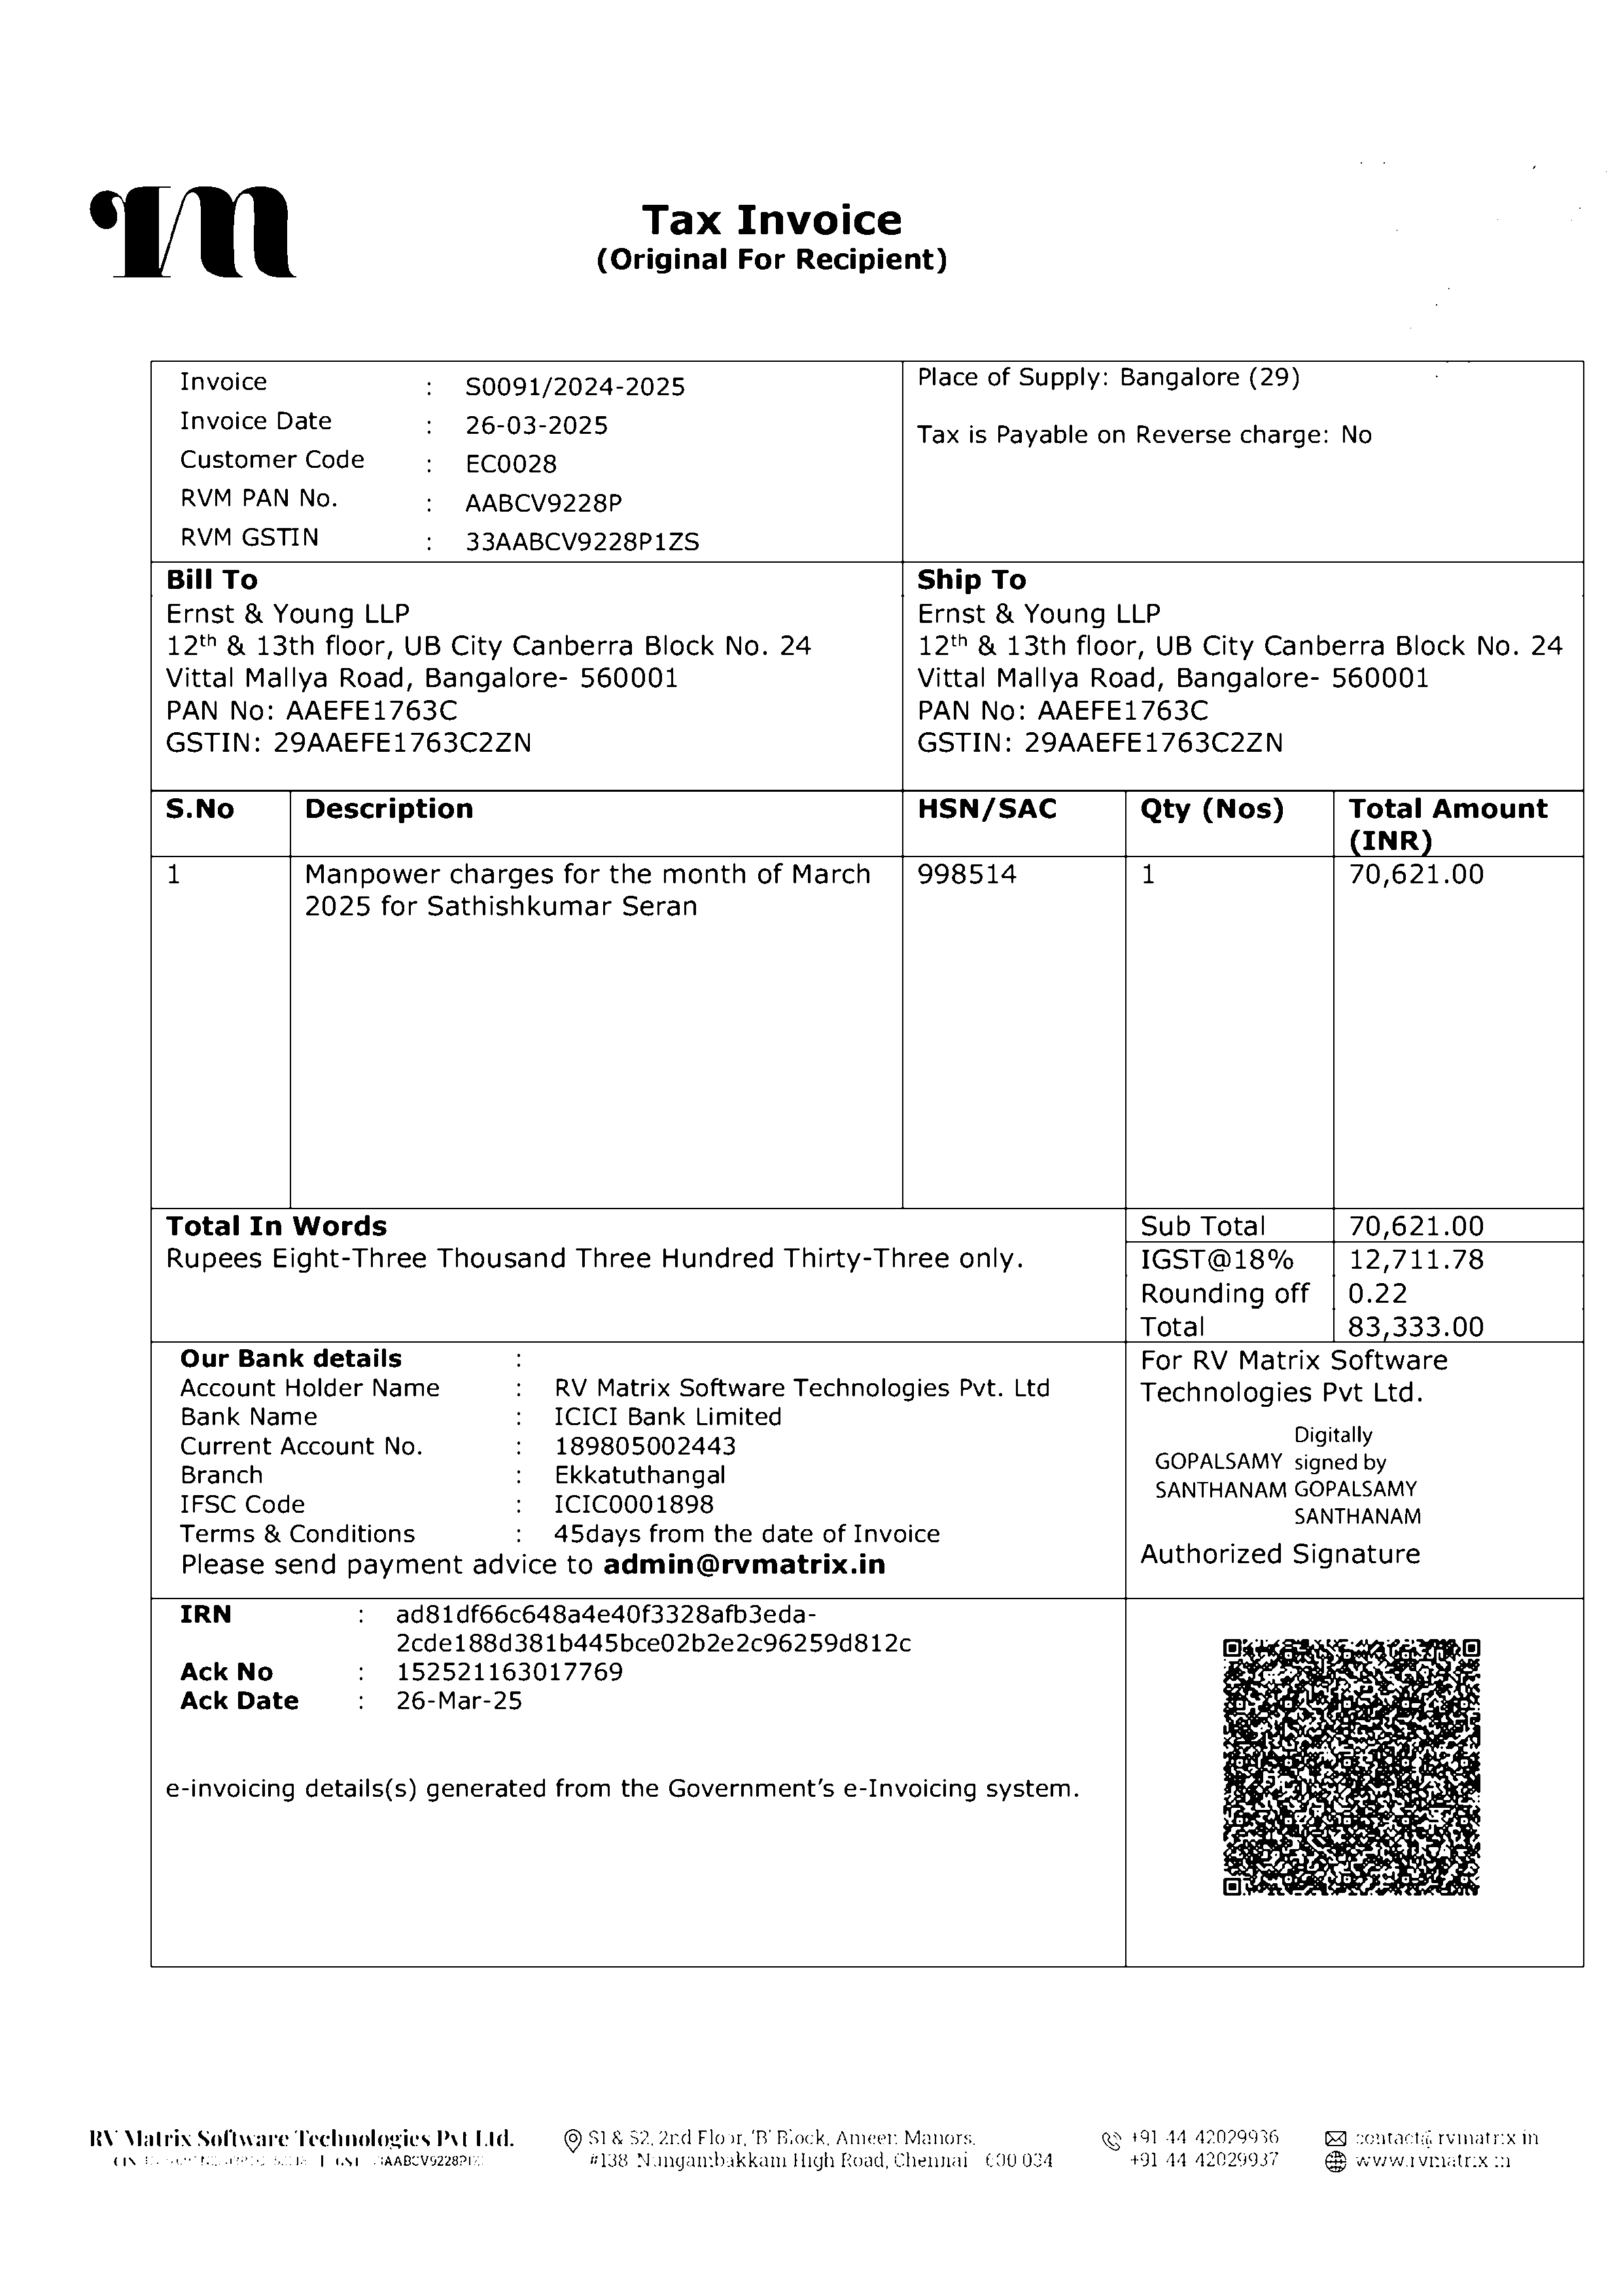 Tax Invoice
(Original For Recipient)
Invoice : S0091/2024-2025
Invoice Date : 26-03-2025
Customer Code : EC0028
RVM PAN No. : AABCV9228P
RVM GSTIN : 33AABCV9228P1ZS
Place of Supply: Bangalore (29)
Tax is Payable on Reverse charge: No
Bill To
Ernst & Young LLP
12th & 13th floor, UB City Canberra Block No. 24
Vittal Mallya Road, Bangalore- 560001
PAN No: AAEFE1763C
GSTIN: 29AAEFE1763C2ZN
Ship To
Ernst & Young LLP
12th & 13th floor, UB City Canberra Block No. 24
Vittal Mallya Road, Bangalore- 560001
PAN No: AAEFE1763C
GSTIN: 29AAEFE1763C2ZN
S.No Description HSN/SAC Qty (Nos) Total Amount
(INR)
1 Manpower charges for the month of March 998514 1 70,621.00
2025 for Sathishkumar Seran
Total In Words
Rupees Eight-Three Thousand Three Hundred Thirty-Three only.
Sub Total 70,621.00
IGST@18% 12,711.78
Rounding off 0.22
Total 83,333.00
Our Bank details :
Account Holder Name : RV Matrix Software Technologies Pvt. Ltd
Bank Name : ICICI Bank Limited
Current Account No. : 189805002443
Branch : Ekkatuthangal
IFSC Code : ICIC0001898
Terms & Conditions : 45days from the date of Invoice
Please send payment advice to admin@rvmatrix.in
For RV Matrix Software
Technologies Pvt Ltd.
GOPALSAMY
SANTHANAM
Digitally
signed by
GOPALSAMY
SANTHANAM
Authorized Signature
IRN : ad81df66c648a4e40f3328afb3eda-
2cde188d381b445bce02b2e2c96259d812c
Ack No : 152521163017769
Ack Date : 26-Mar-25
e-invoicing details(s) generated from the Government's e-Invoicing system.
RV Matrix Software Technologies Pvt Ltd.
S1 & S2, 2nd Floor, 'B' Block, Ameer Manors,
#138 Nungambakkam High Road, Chennai 600 034
+91 44 42029936
+91 44 42029937
contact@rvmatrix.in
www.rvmatrix.in